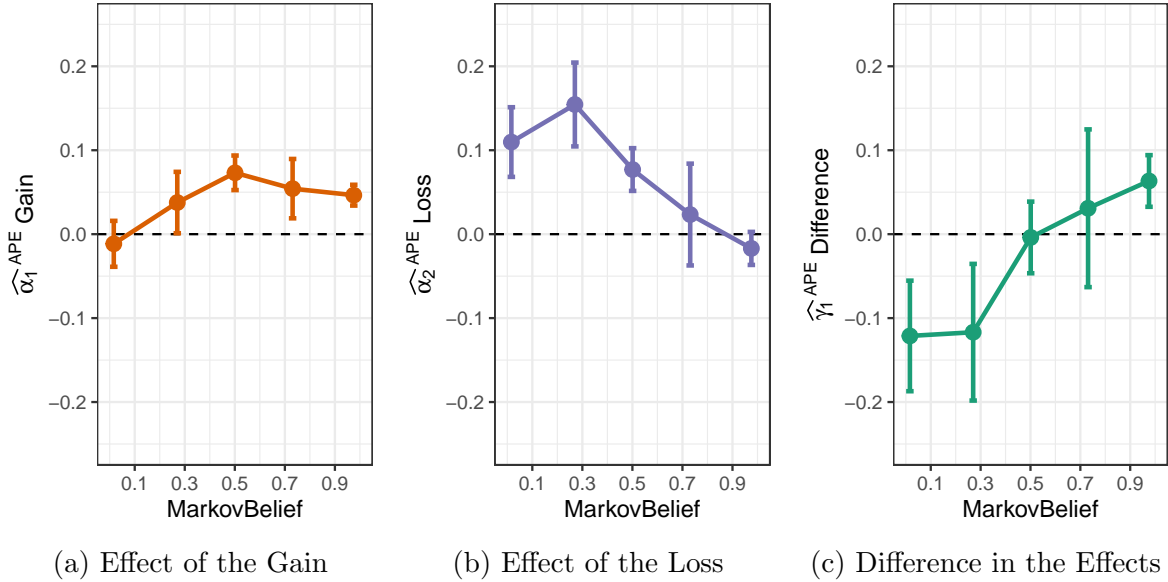 0.2
0.1
0.0
−0.1
−0.2
α̂₁ᴬᴾᴱ Gain
0.1 0.3 0.5 0.7 0.9
MarkovBelief
(a) Effect of the Gain
0.2
0.1
0.0
−0.1
−0.2
α̂₂ᴬᴾᴱ Loss
0.1 0.3 0.5 0.7 0.9
MarkovBelief
(b) Effect of the Loss
0.2
0.1
0.0
−0.1
−0.2
γ̂₁ᴬᴾᴱ Difference
0.1 0.3 0.5 0.7 0.9
MarkovBelief
(c) Difference in the Effects